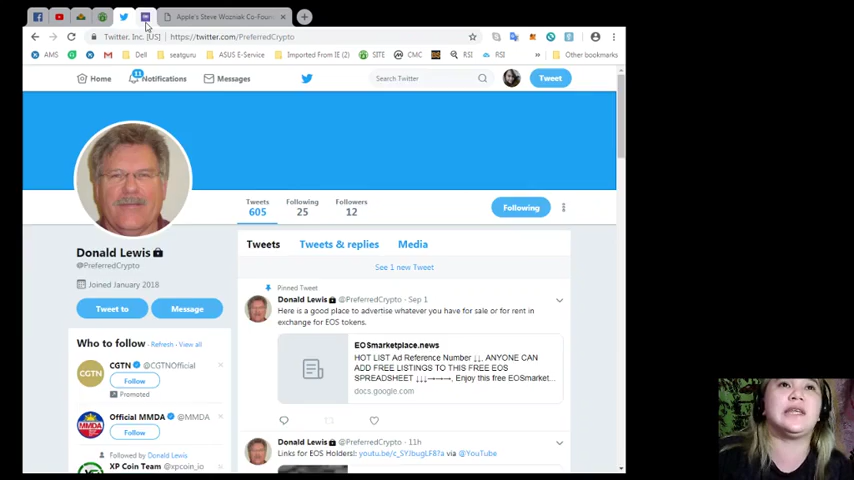 Apple's Steve Wozniak Co-Foun
Twitter, Inc. [US] https://twitter.com/PreferredCrypto
AMS Dell seatguru ASUS E-Service Imported From IE (2) SITE CMC RSI RSI Other bookmarks
11
Home Notifications Messages Search Twitter Tweet
Tweets Following Followers
605 25 12
Following
Donald Lewis
@PreferredCrypto
Joined January 2018
Tweet to Message
Who to follow · Refresh · View all
CGTN @CGTNOfficial
Follow
Promoted
Official MMDA @MMDA
Follow
Followed by Donald Lewis
XP Coin Team @xpcoin_io
Tweets Tweets & replies Media
See 1 new Tweet
Pinned Tweet
Donald Lewis @PreferredCrypto · Sep 1
Here is a good place to advertise whatever you have for sale or for rent in
exchange for EOS tokens.
EOSmarketplace.news
HOT LIST Ad Reference Number ↓↓, ANYONE CAN
ADD FREE LISTINGS TO THIS FREE EOS
SPREADSHEET ↓↓↓→→→, Enjoy this free EOSmarket...
docs.google.com
Donald Lewis @PreferredCrypto · 11h
Links for EOS Holders!: youtu.be/c_SYJbugLF8?a via @YouTube